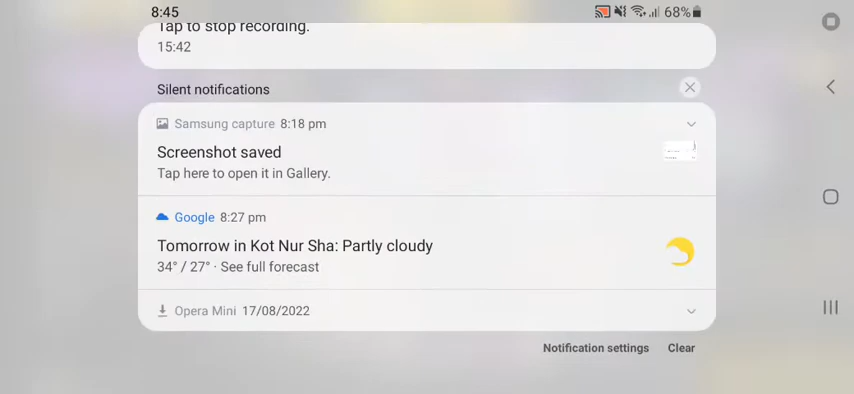 8:45
68%
Tap to stop recording.
15:42
Silent notifications
Samsung capture 8:18 pm
Screenshot saved
Tap here to open it in Gallery.
Google 8:27 pm
Tomorrow in Kot Nur Sha: Partly cloudy
34° / 27° · See full forecast
Opera Mini 17/08/2022
Notification settings Clear